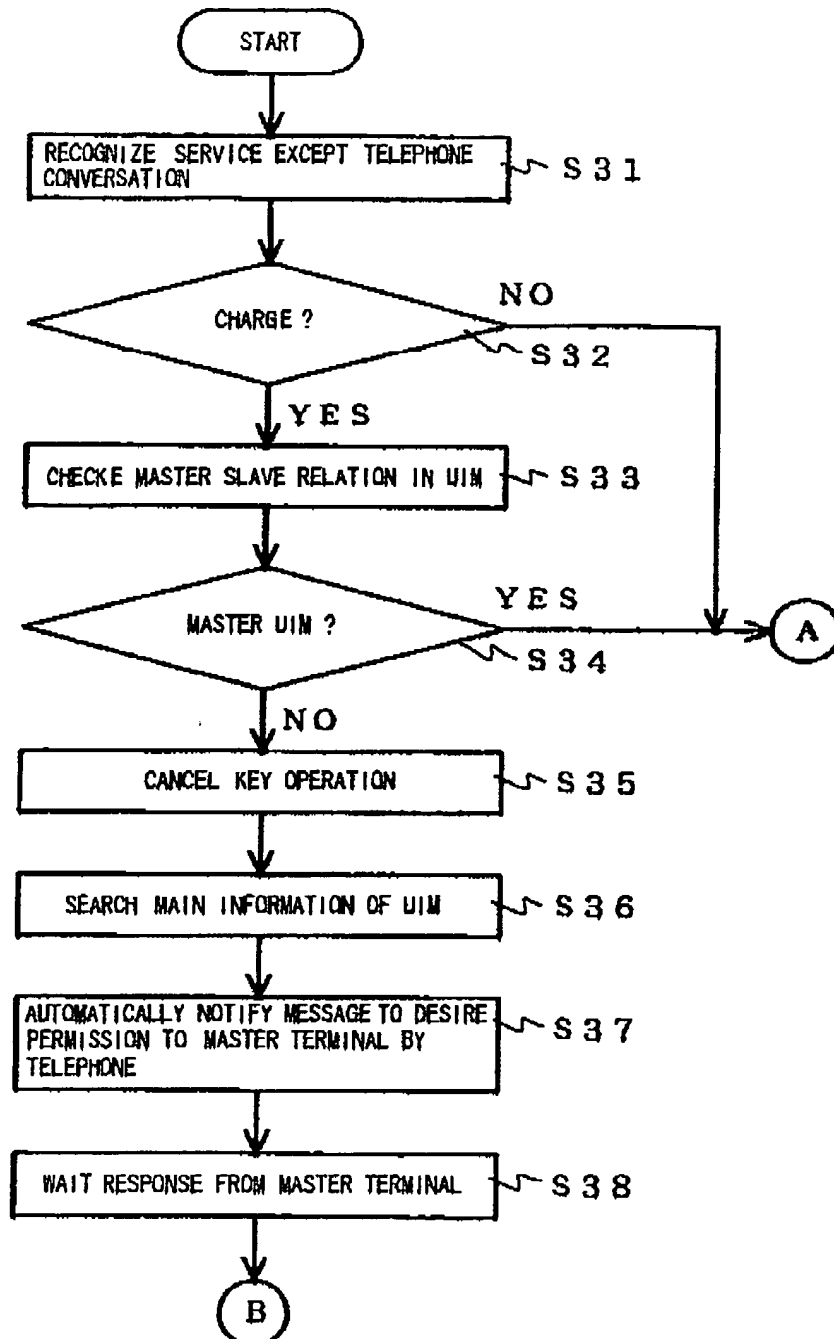 START
RECOGNIZE SERVICE EXCEPT TELEPHONE
CONVERSATION
S31
CHARGE ?
NO
S32
YES
CHECKE MASTER SLAVE RELATION IN UIM
S33
MASTER UIM ?
YES
A
S34
NO
CANCEL KEY OPERATION
S35
SEARCH MAIN INFORMATION OF UIM
S36
AUTOMATICALLY NOTIFY MESSAGE TO DESIRE
PERMISSION TO MASTER TERMINAL BY
TELEPHONE
S37
WAIT RESPONSE FROM MASTER TERMINAL
S38
B